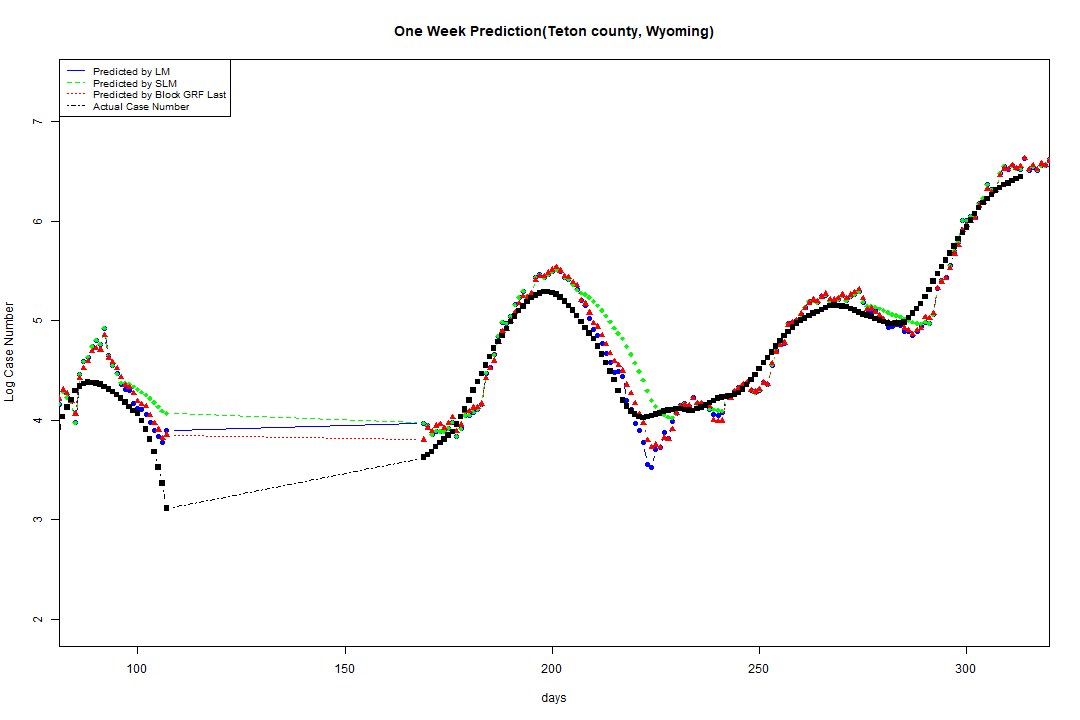 One Week Prediction(Teton county, Wyoming)
Predicted by LM
Predicted by SLM
Predicted by Block GRF Last
Actual Case Number
Log Case Number
7
6
5
4
3
2
100 150 200 250 300
days